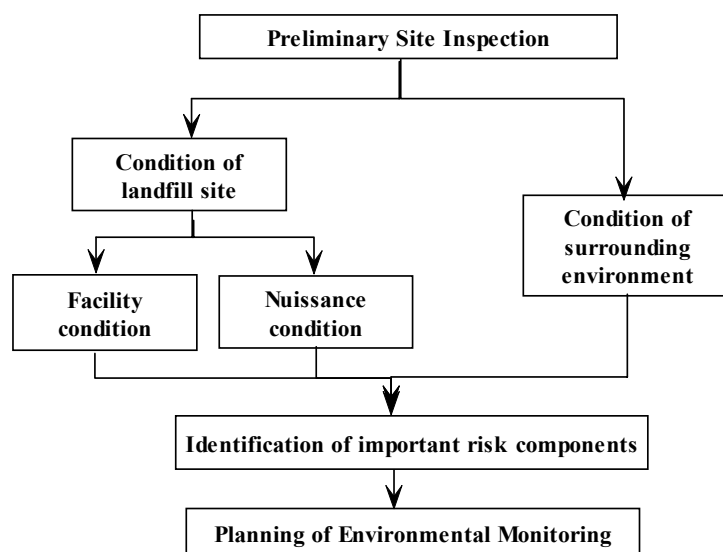 Preliminary Site Inspection
Condition of
landfill site
Condition of
surrounding
environment
Facility
condition
Nuissance
condition
Identification of important risk components
Planning of Environmental Monitoring